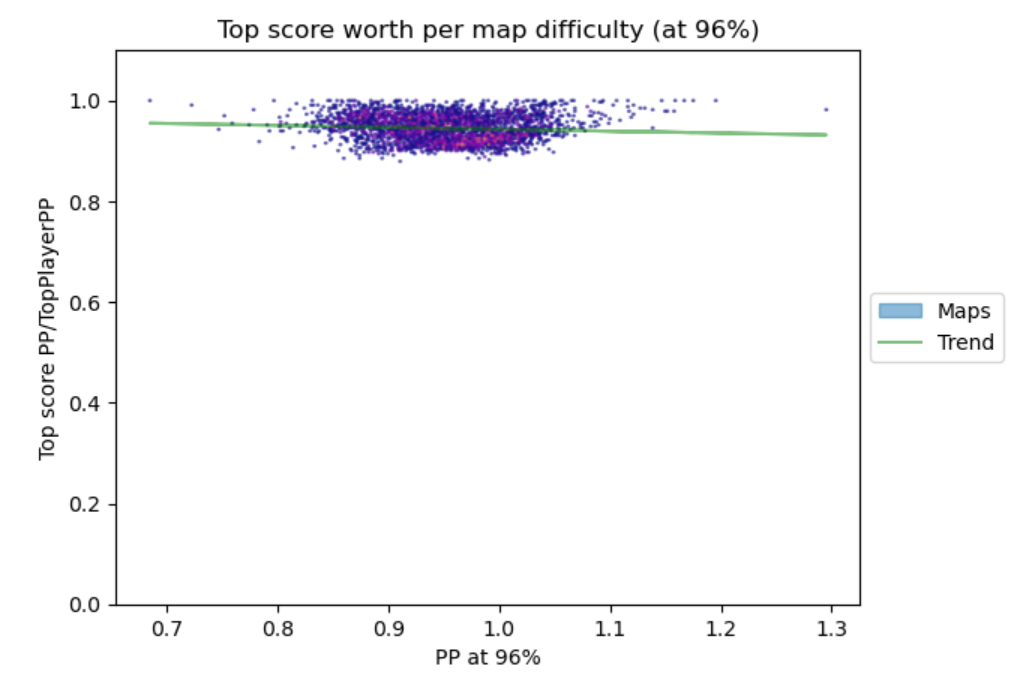 Top score worth per map difficulty (at 96%)
Top score PP/TopPlayerPP
1.0
0.8
0.6
0.4
0.2
0.0
0.7 0.8 0.9 1.0 1.1 1.2 1.3
PP at 96%
Maps
Trend